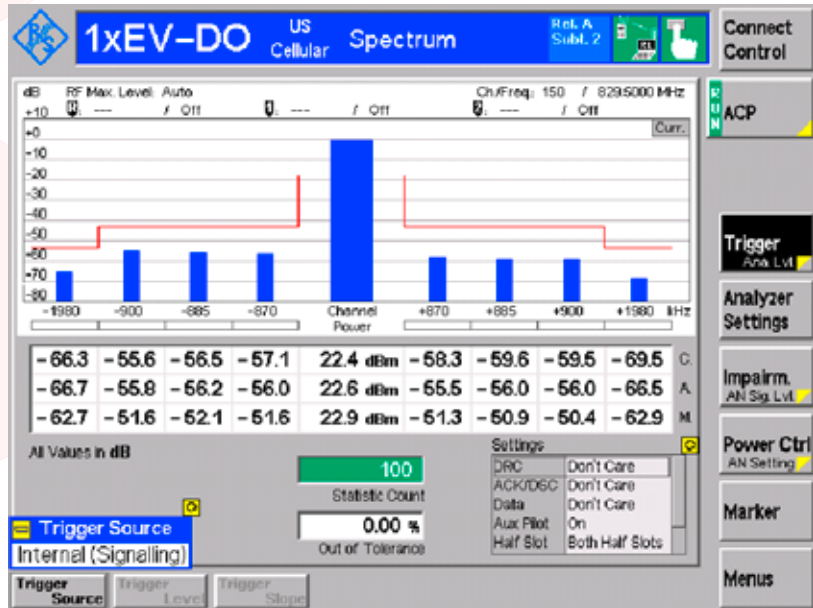 R&S
1xEV-DO
US
Cellular
Spectrum
Rel. A
Subl. 2
Connect
Control
dB RF Max. Level: Auto Ch./Freq.: 150 / 829.5000 MHz
--- / Off --- / Off --- / Off
Curr.
RUN
ACP
+10
+0
-10
-20
-30
-40
-50
-60
-70
-80
-1980 -900 -885 -870 Channel Power +870 +885 +900 +1980 kHz
-66.3 -55.6 -56.5 -57.1 22.4 dBm -58.3 -59.6 -59.5 -69.5 C.
-66.7 -55.8 -56.2 -56.0 22.6 dBm -55.5 -56.0 -56.0 -66.5 A.
-62.7 -51.6 -52.1 -51.6 22.9 dBm -51.3 -50.9 -50.4 -62.9 M.
All Values in dB
100
Statistic Count
0.00 %
Out of Tolerance
Settings
DRC Don't Care
ACK/DSC Don't Care
Data Don't Care
Aux Pilot On
Half Slot Both Half Slots
Trigger Source
Internal (Signalling)
Trigger
Source
Trigger
Level
Trigger
Slope
Trigger
Ana. Lvl.
Analyzer
Settings
Impairm.
AN Sig. Lvl.
Power Ctrl
AN Setting
Marker
Menus